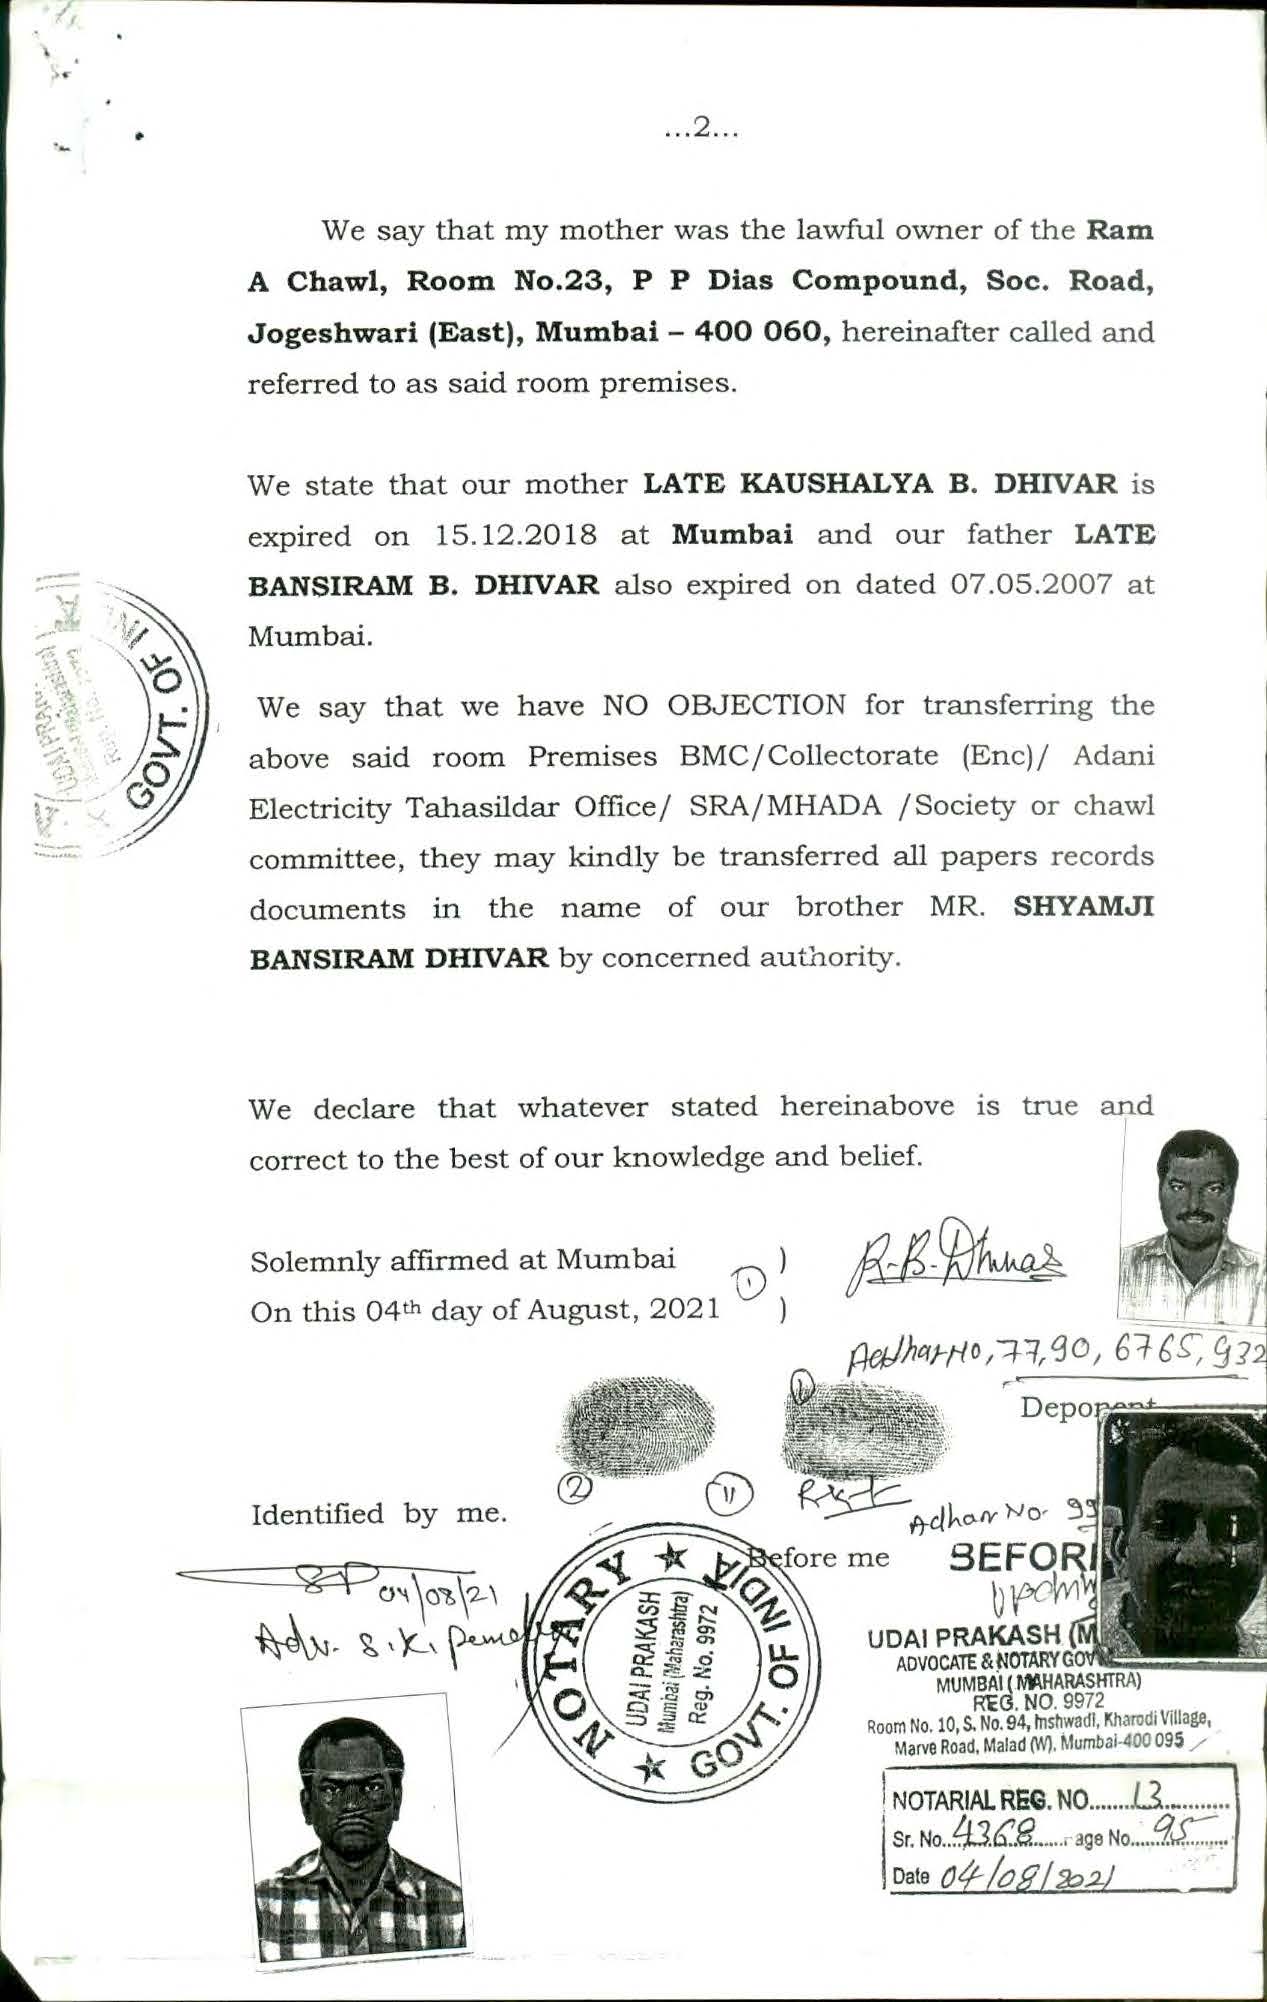 ...2...
We say that my mother was the lawful owner of the Ram
A Chawl, Room No.23, P P Dias Compound, Soc. Road,
Jogeshwari (East), Mumbai – 400 060, hereinafter called and
referred to as said room premises.
We state that our mother LATE KAUSHALYA B. DHIVAR is
expired on 15.12.2018 at Mumbai and our father LATE
BANSIRAM B. DHIVAR also expired on dated 07.05.2007 at
Mumbai.
GOVT. OF
We say that we have NO OBJECTION for transferring the
above said room Premises BMC/Collectorate (Enc)/ Adani
Electricity Tahasildar Office/ SRA/MHADA /Society or chawl
committee, they may kindly be transferred all papers records
documents in the name of our brother MR. SHYAMJI
BANSIRAM DHIVAR by concerned authority.
We declare that whatever stated hereinabove is true and
correct to the best of our knowledge and belief.
Solemnly affirmed at Mumbai )
On this 04th day of August, 2021 )
R.B.
No, 77,90, 6765, 932
Deponent
2
11
Identified by me.
Adhar No. 99
Before me
BEFOR
SP 04/08/21
Adv. S.K.
NOTARY
GOVT. OF INDIA
UDAI PRAKASH
Mumbai (Maharashtra)
Reg. No. 9972
UDAI PRAKASH (M
ADVOCATE & NOTARY GOV
MUMBAI (MAHARASHTRA)
REG. NO. 9972
Room No. 10, S. No. 94, Inshwadi, Kharodi Village,
Marve Road, Malad (W). Mumbai-400 095
NOTARIAL REG. NO.........13............
Sr. No...4368......age No....95.......
Date 04/08/2021